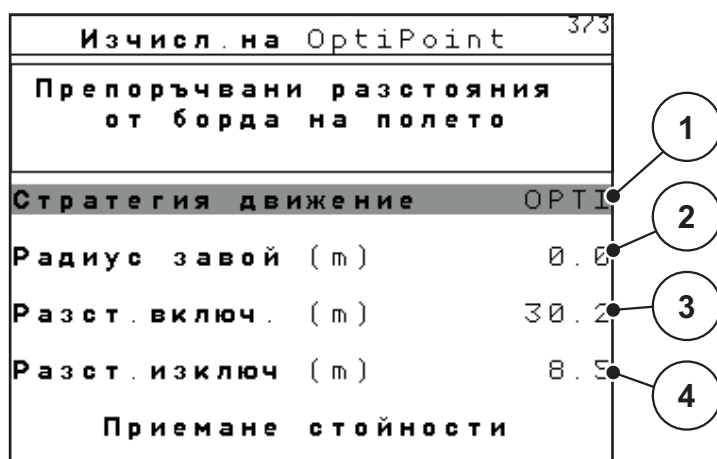 Изчисл.на OptiPoint 3/3
Препоръчвани разстояния
от борда на полето
Стратегия движение OPTI
Радиус завой (m) 0.0
Разст.включ. (m) 30.2
Разст.изключ (m) 8.5
Приемане стойности
1
2
3
4